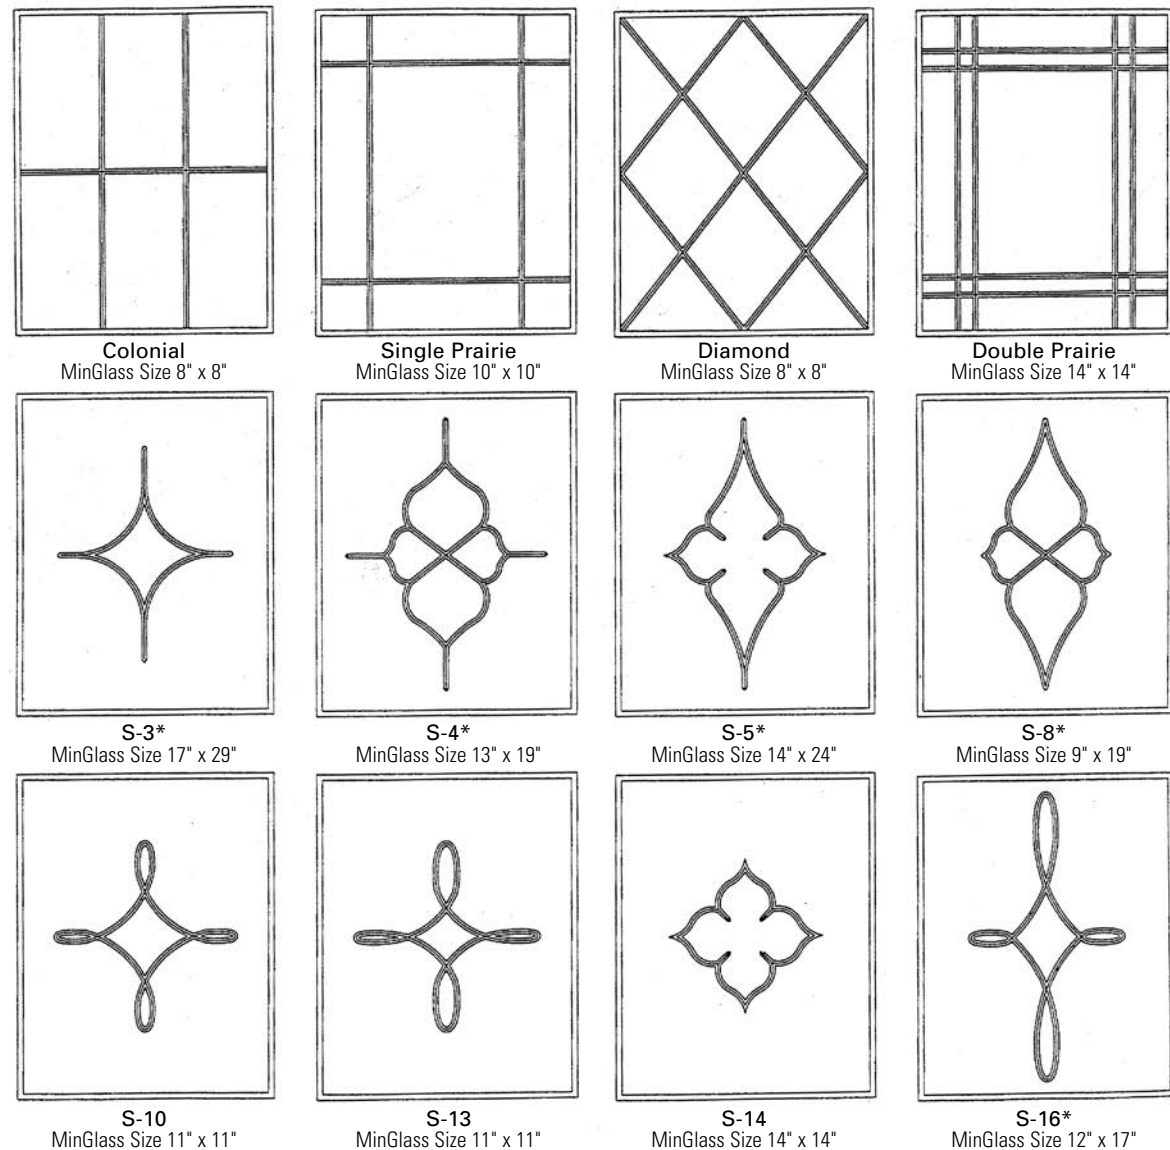 Colonial
MinGlass Size 8" x 8"
Single Prairie
MinGlass Size 10" x 10"
Diamond
MinGlass Size 8" x 8"
Double Prairie
MinGlass Size 14" x 14"
S-3*
MinGlass Size 17" x 29"
S-4*
MinGlass Size 13" x 19"
S-5*
MinGlass Size 14" x 24"
S-8*
MinGlass Size 9" x 19"
S-10
MinGlass Size 11" x 11"
S-13
MinGlass Size 11" x 11"
S-14
MinGlass Size 14" x 14"
S-16*
MinGlass Size 12" x 17"